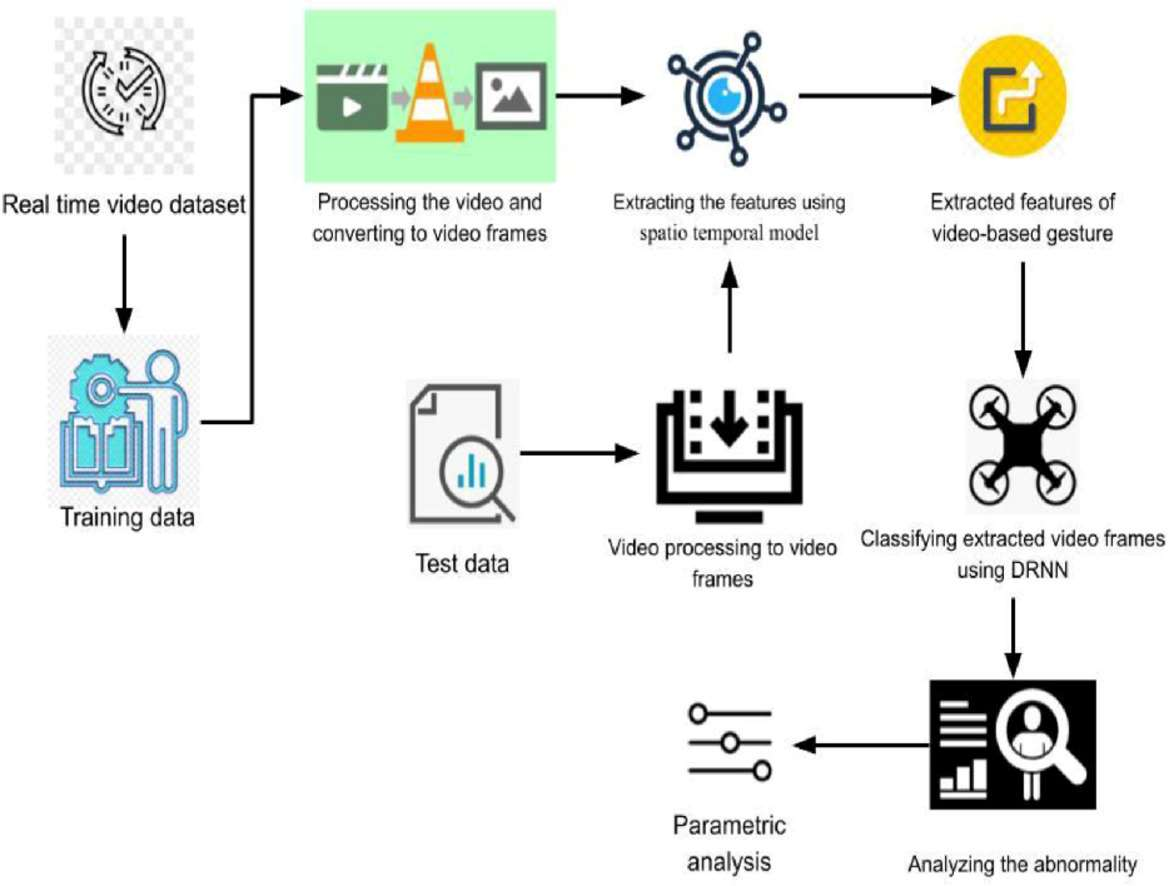 Real time video dataset
Processing the video and
converting to video frames
Extracting the features using
spatio temporal model
Extracted features of
video-based gesture
Training data
Test data
Video processing to video
frames
Classifying extracted video frames
using DRNN
Parametric
analysis
Analyzing the abnormality